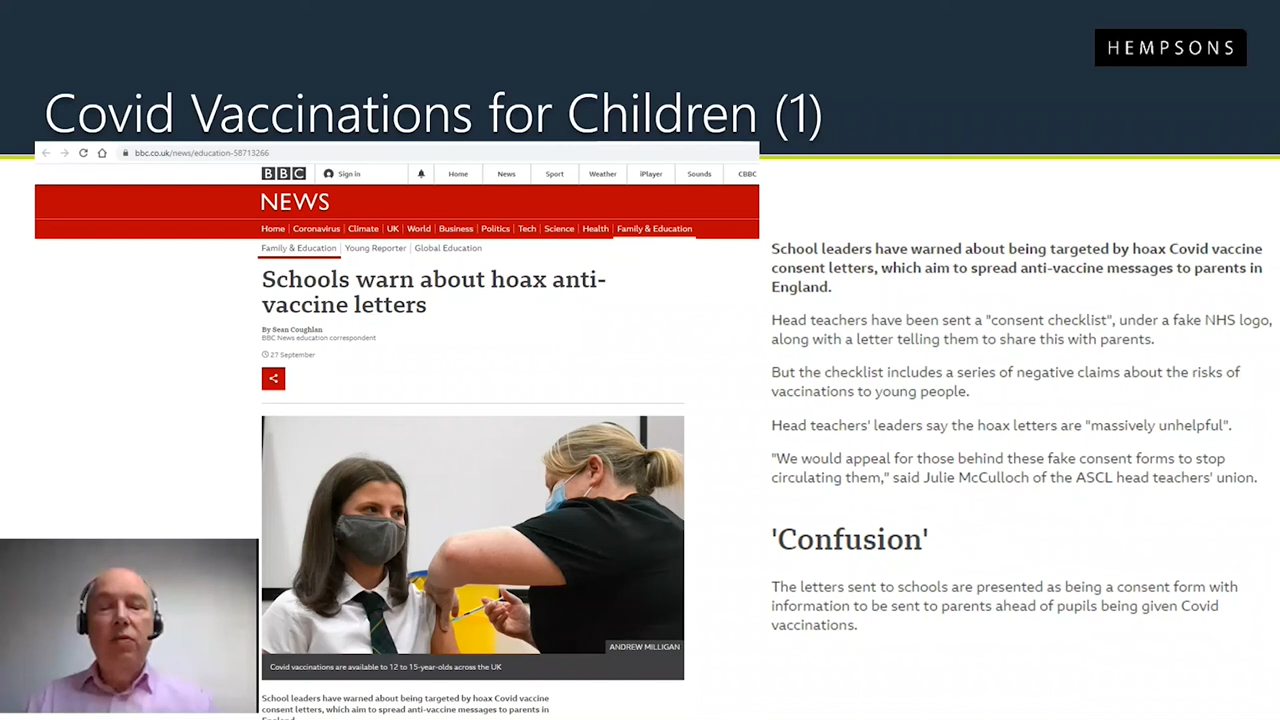 HEMPSONS
Covid Vaccinations for Children (1)
bbc.co.uk/news/education-58713266
BBC Sign in Home News Sport Weather iPlayer Sounds CBBC
NEWS
Home Coronavirus Climate UK World Business Politics Tech Science Health Family & Education
Family & Education Young Reporter Global Education
Schools warn about hoax anti-
vaccine letters
By Sean Coughlan
BBC News education correspondent
27 September
ANDREW MILLIGAN
Covid vaccinations are available to 12 to 15-year-olds across the UK
School leaders have warned about being targeted by hoax Covid vaccine
consent letters, which aim to spread anti-vaccine messages to parents in
England.
School leaders have warned about being targeted by hoax Covid vaccine
consent letters, which aim to spread anti-vaccine messages to parents in
England.
Head teachers have been sent a "consent checklist", under a fake NHS logo,
along with a letter telling them to share this with parents.
But the checklist includes a series of negative claims about the risks of
vaccinations to young people.
Head teachers' leaders say the hoax letters are "massively unhelpful".
"We would appeal for those behind these fake consent forms to stop
circulating them," said Julie McCulloch of the ASCL head teachers' union.
'Confusion'
The letters sent to schools are presented as being a consent form with
information to be sent to parents ahead of pupils being given Covid
vaccinations.